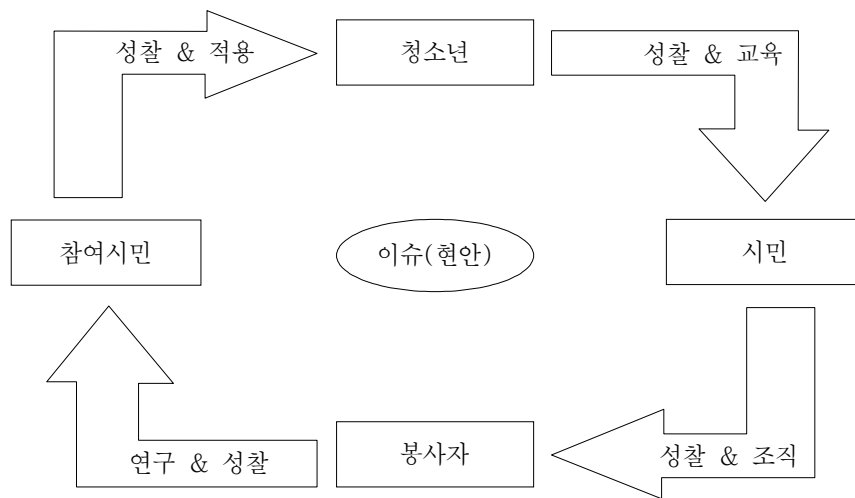 성찰 & 적용
청소년
성찰 & 교육
참여시민
이슈(현안)
시민
연구 & 성찰
봉사자
성찰 & 조직